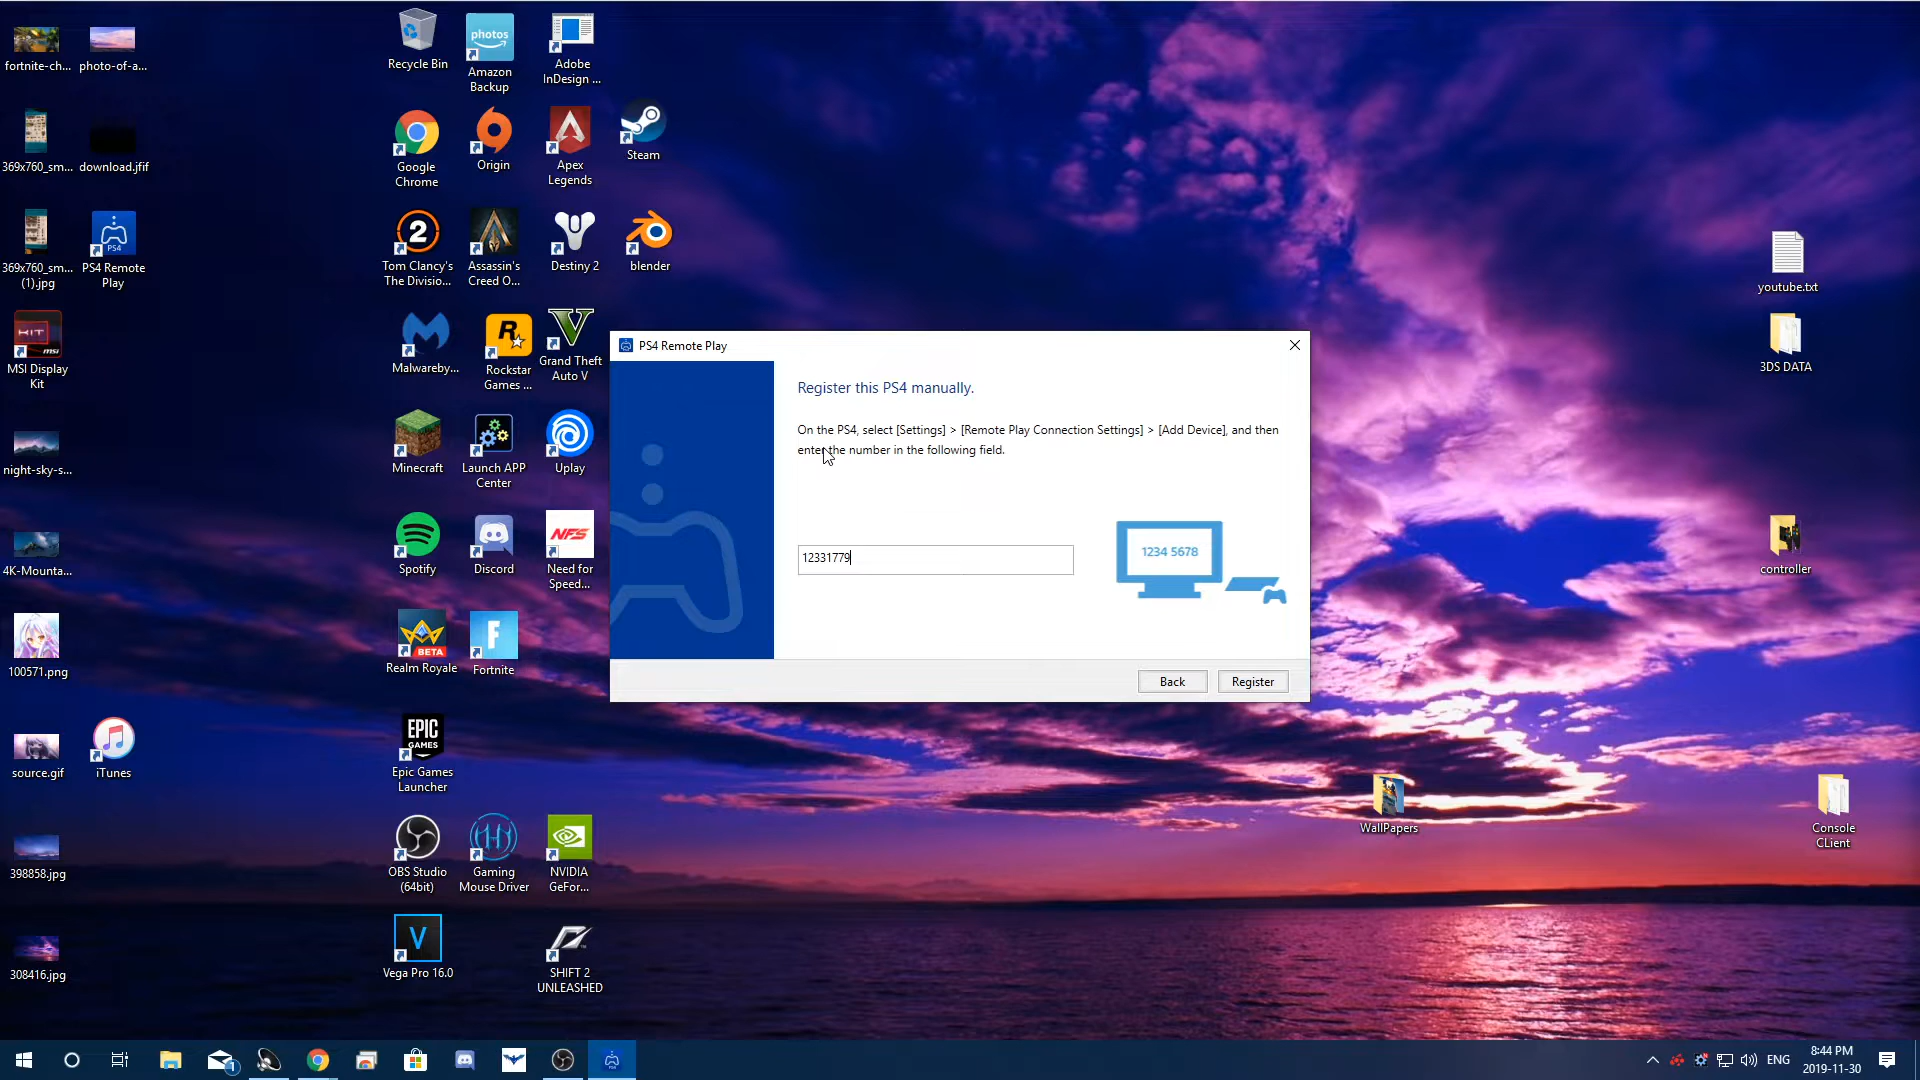 fortnite-ch...
photo-of-a...
369x760_sm...
download.jfif
369x760_sm...
(1).jpg
PS4
PS4 Remote
Play
KIT
msi
MSI Display
Kit
night-sky-s...
4K-Mounta...
100571.png
source.gif
iTunes
398858.jpg
308416.jpg
Recycle Bin
photos
Amazon
Backup
Adobe
InDesign ...
Google
Chrome
Origin
Apex
Legends
Steam
2
Tom Clancy's
The Divisio...
Assassin's
Creed O...
Destiny 2
blender
Malwareby...
R
Rockstar
Games ...
V
Grand Theft
Auto V
Minecraft
Launch APP
Center
Uplay
Spotify
Discord
NFS
Need for
Speed...
BETA
Realm Royale
F
Fortnite
EPIC
GAMES
Epic Games
Launcher
OBS Studio
(64bit)
Gaming
Mouse Driver
NVIDIA
GeFor...
V
Vega Pro 16.0
SHIFT 2
UNLEASHED
PS4 Remote Play
Register this PS4 manually.
On the PS4, select [Settings] > [Remote Play Connection Settings] > [Add Device], and then
enter the number in the following field.
12331779
1234 5678
Back
Register
youtube.txt
3DS DATA
controller
WallPapers
Console
CLient
1
ENG
8:44 PM
2019-11-30